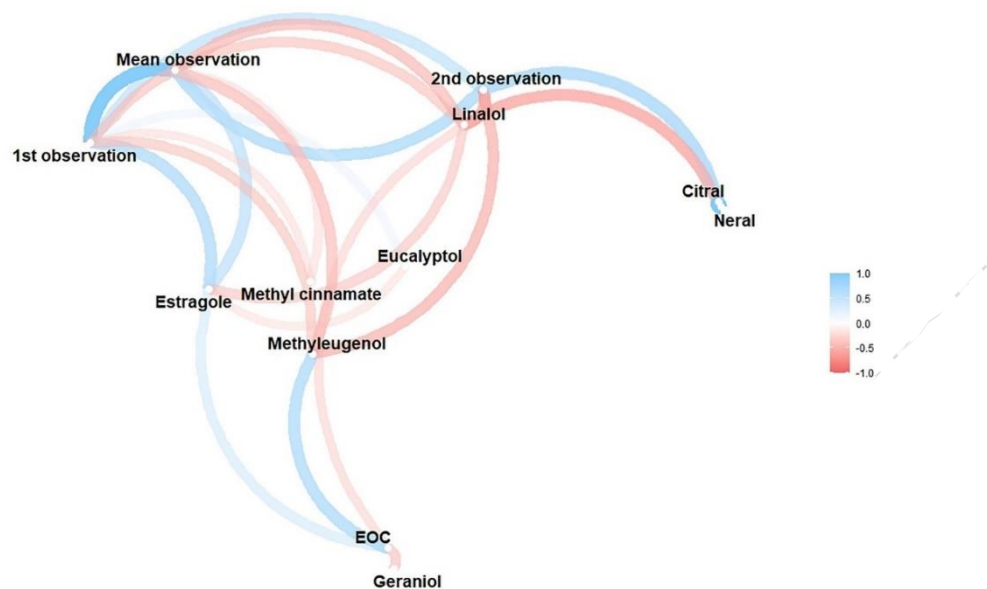 Mean observation
2nd observation
Linalol
1st observation
Citral
Neral
Eucalyptol
Estragole
Methyl cinnamate
Methyleugenol
EOC
Geraniol
1.0
0.5
0.0
-0.5
-1.0